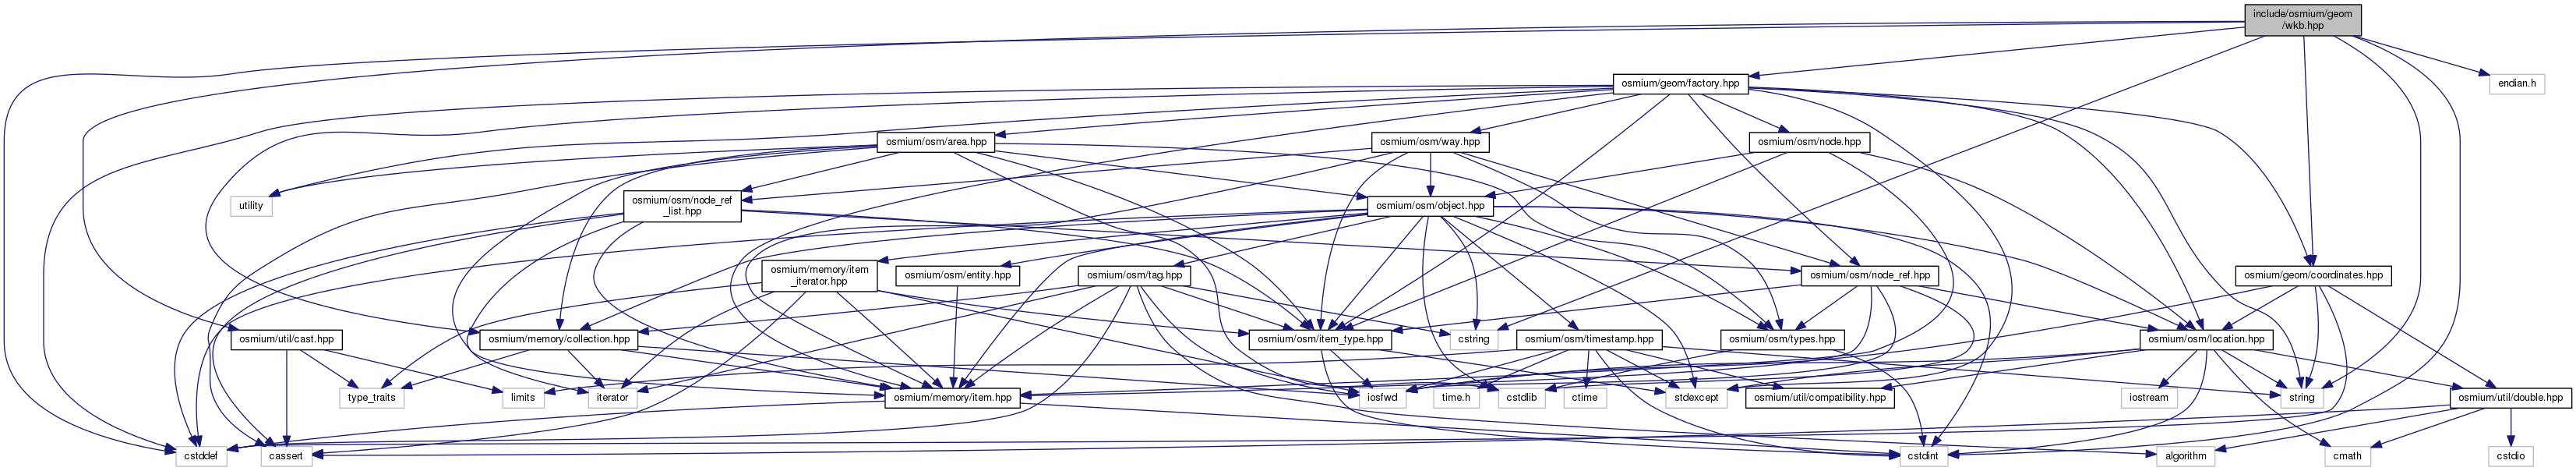 include/osmium/geom
/wkb.hpp
osmium/geom/factory.hpp
endian.h
osmium/osm/area.hpp
osmium/osm/way.hpp
osmium/osm/node.hpp
utility
osmium/osm/node_ref
_list.hpp
osmium/osm/object.hpp
osmium/memory/item
_iterator.hpp
osmium/osm/entity.hpp
osmium/osm/tag.hpp
osmium/osm/node_ref.hpp
osmium/geom/coordinates.hpp
osmium/util/cast.hpp
osmium/memory/collection.hpp
osmium/osm/item_type.hpp
cstring
osmium/osm/timestamp.hpp
osmium/osm/types.hpp
osmium/osm/location.hpp
type_traits
limits
iterator
osmium/memory/item.hpp
iosfwd
time.h
cstdlib
ctime
stdexcept
osmium/util/compatibility.hpp
iostream
string
osmium/util/double.hpp
cstddef
cassert
cstdint
algorithm
cmath
cstdio